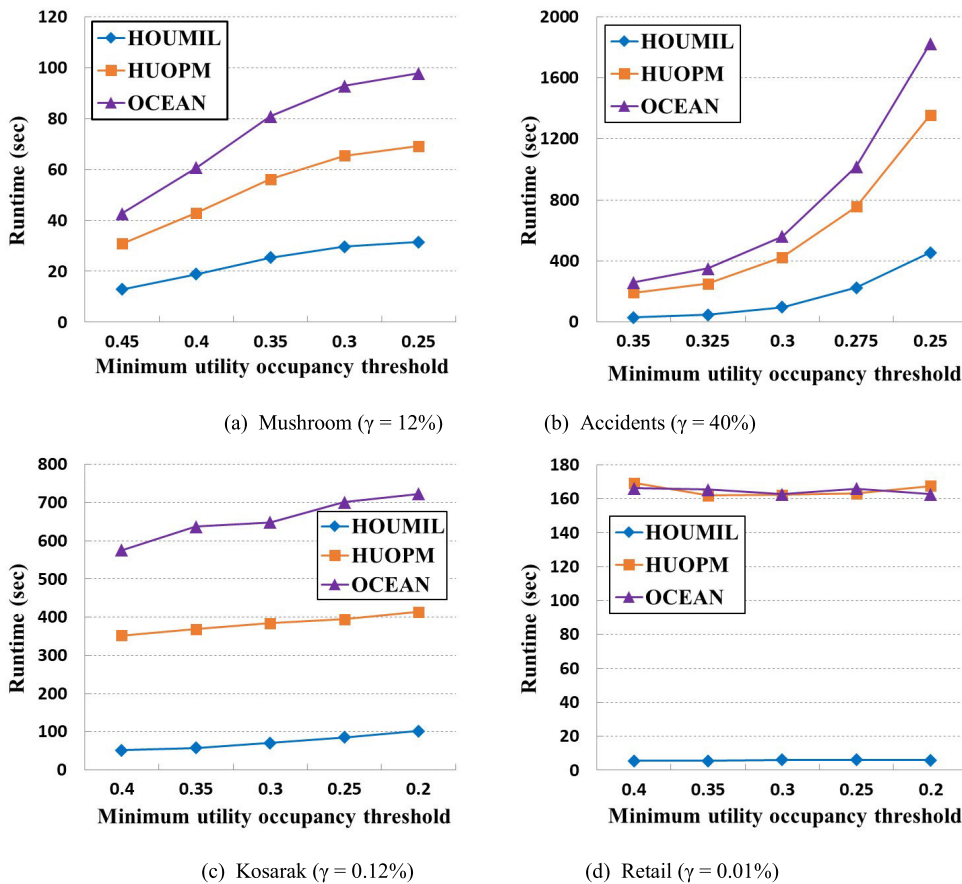 120
100
80
60
40
20
0
Runtime (sec)
HOUMIL
HUOPM
OCEAN
0.45 0.4 0.35 0.3 0.25
Minimum utility occupancy threshold
(a) Mushroom (γ = 12%)
2000
1600
1200
800
400
0
Runtime (sec)
HOUMIL
HUOPM
OCEAN
0.35 0.325 0.3 0.275 0.25
Minimum utility occupancy threshold
(b) Accidents (γ = 40%)
800
700
600
500
400
300
200
100
0
Runtime (sec)
HOUMIL
HUOPM
OCEAN
0.4 0.35 0.3 0.25 0.2
Minimum utility occupancy threshold
(c) Kosarak (γ = 0.12%)
180
160
140
120
100
80
60
40
20
0
Runtime (sec)
HOUMIL
HUOPM
OCEAN
0.4 0.35 0.3 0.25 0.2
Minimum utility occupancy threshold
(d) Retail (γ = 0.01%)